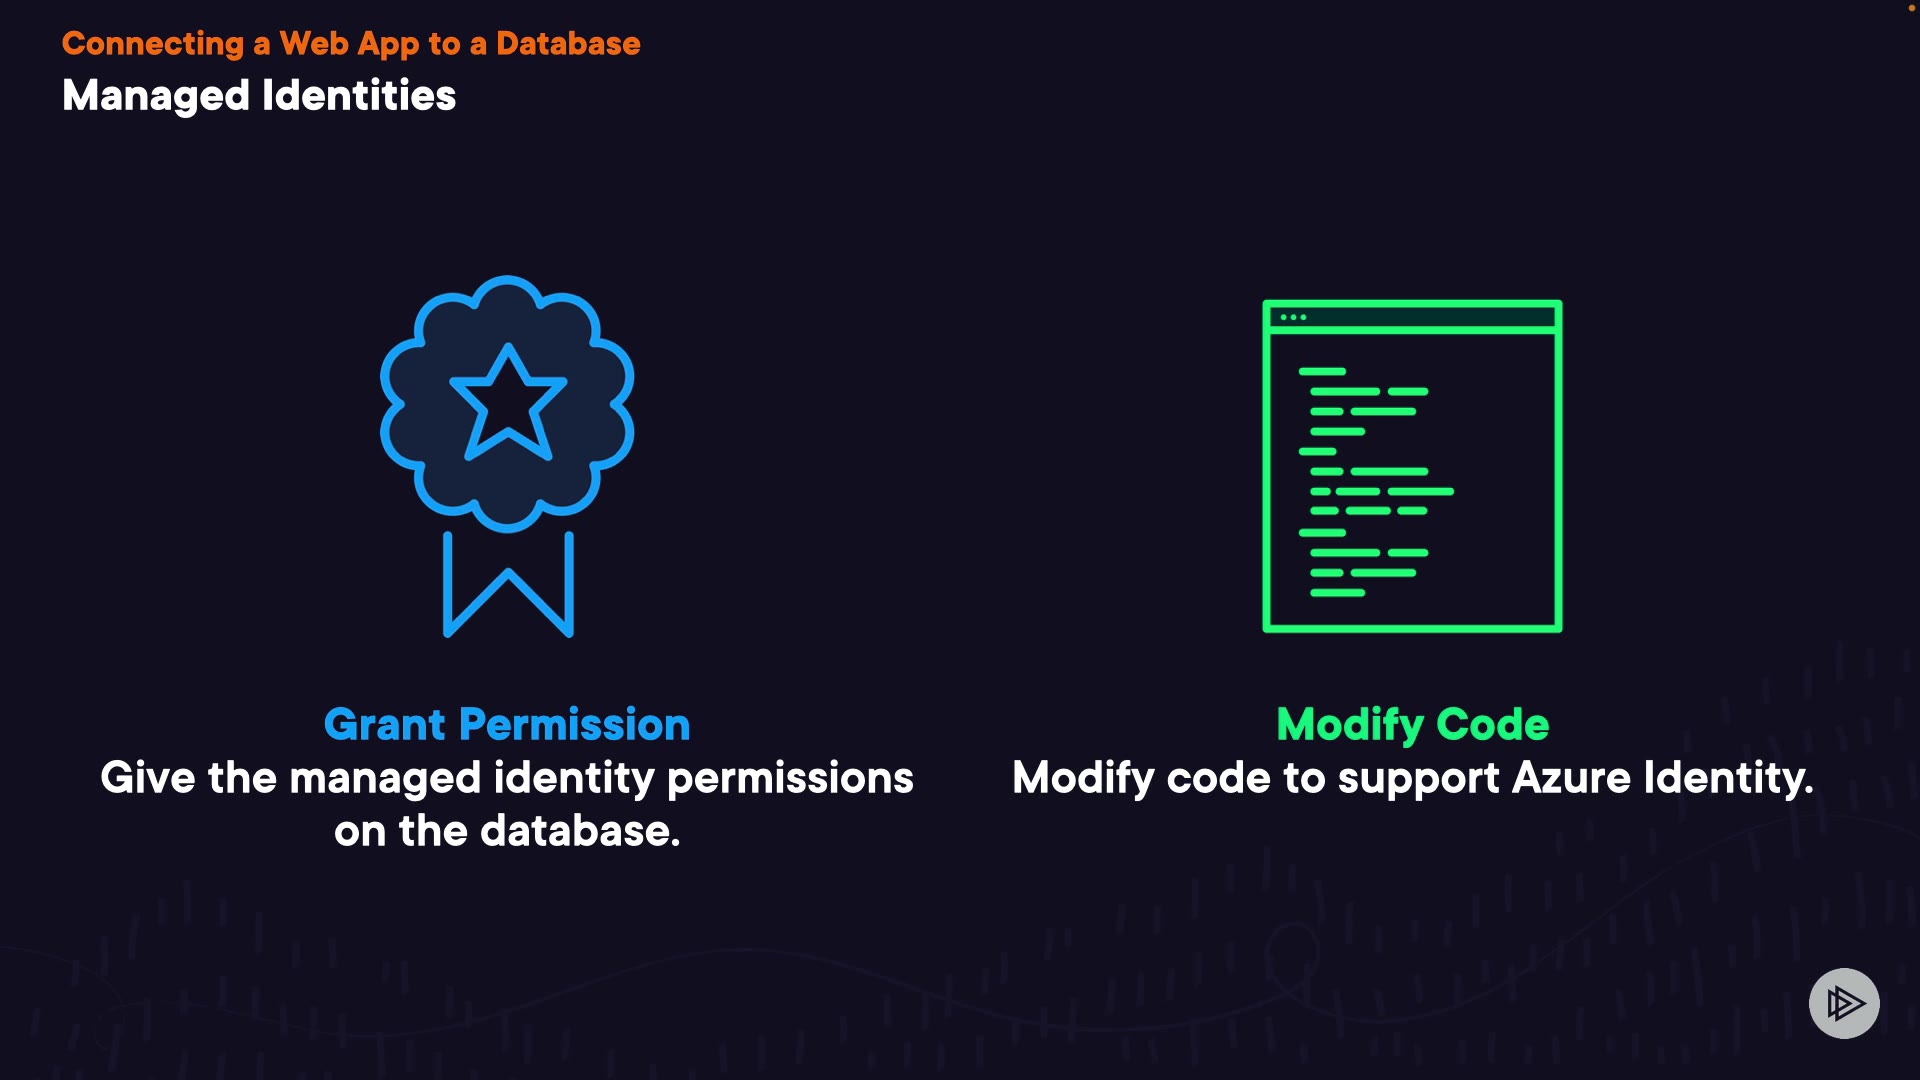 Connecting a Web App to a Database
Managed Identities
Grant Permission
Give the managed identity permissions
on the database.
Modify Code
Modify code to support Azure Identity.